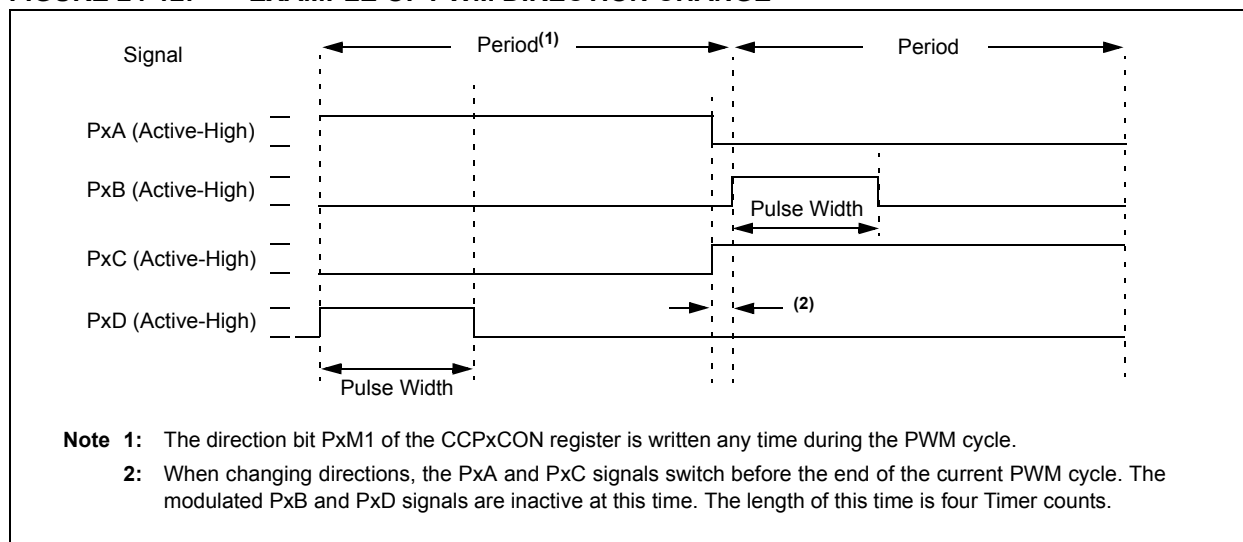 Signal
Period(1)
Period
PxA (Active-High)
PxB (Active-High)
Pulse Width
PxC (Active-High)
(2)
PxD (Active-High)
Pulse Width
Note 1: The direction bit PxM1 of the CCPxCON register is written any time during the PWM cycle.
2: When changing directions, the PxA and PxC signals switch before the end of the current PWM cycle. The
modulated PxB and PxD signals are inactive at this time. The length of this time is four Timer counts.